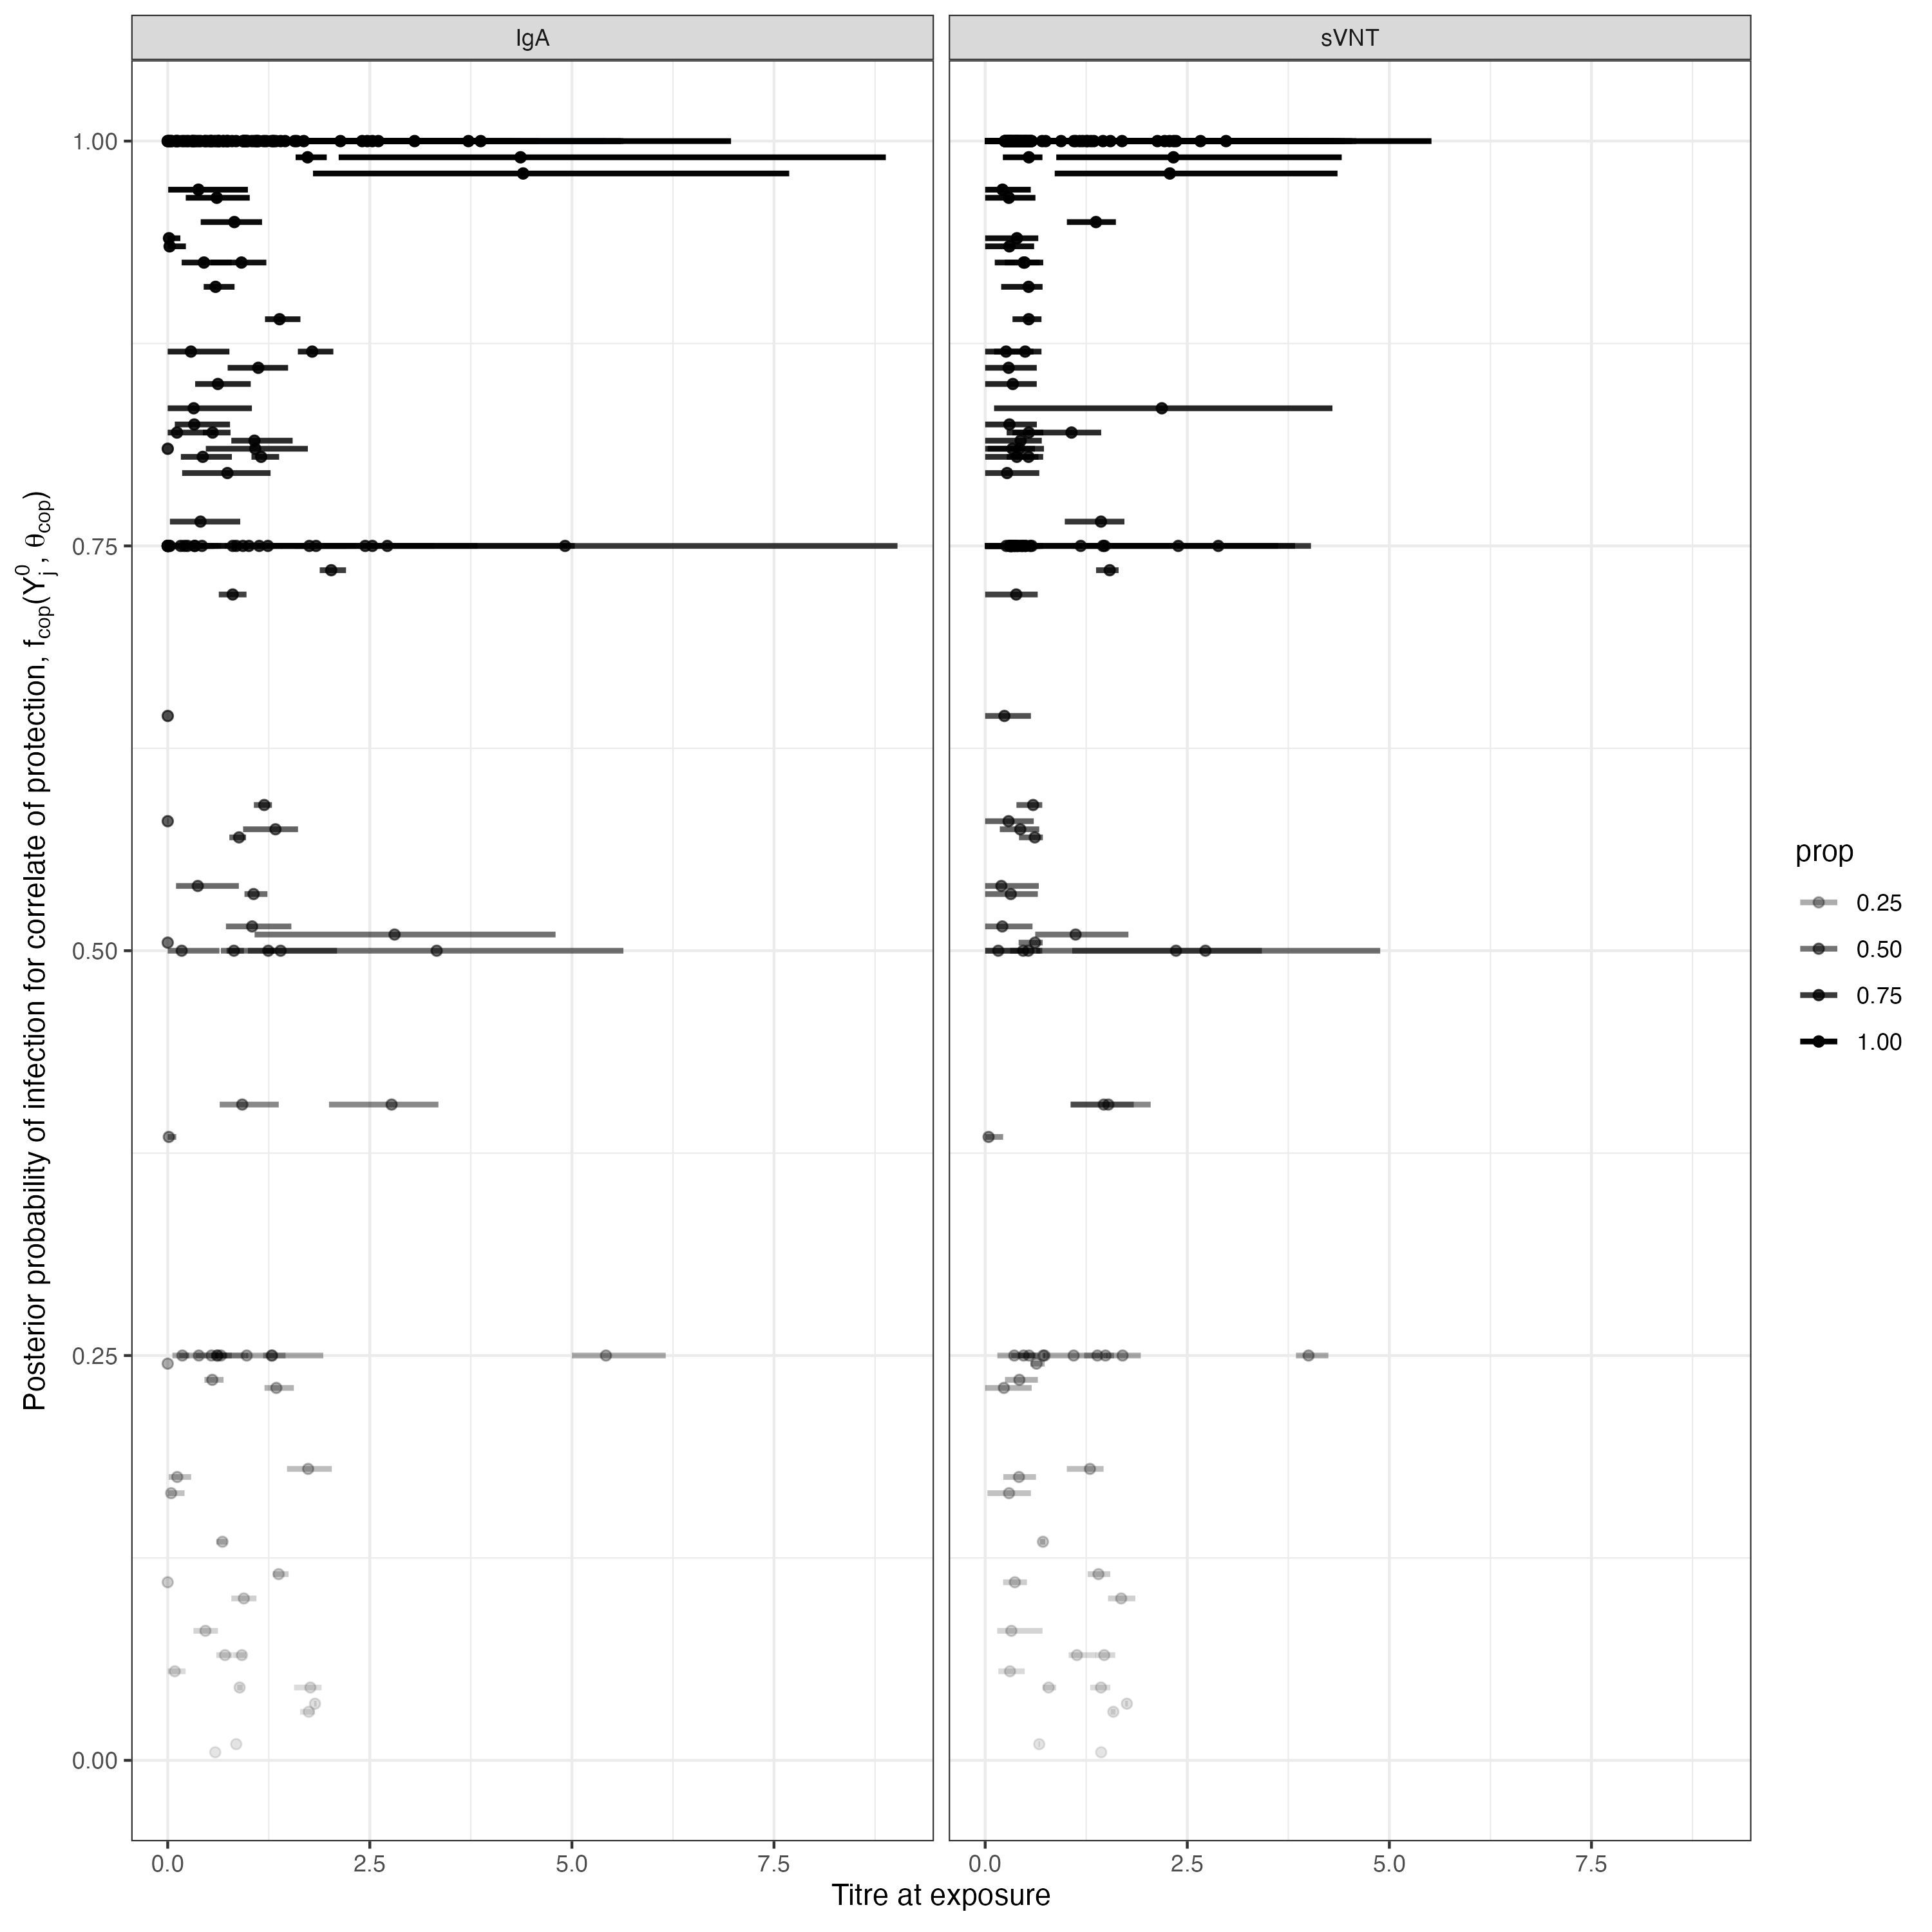 IgA
sVNT
Posterior probability of infection for correlate of protection, f_cop(Y_j^0, θ_cop)
1.00
0.75
0.50
0.25
0.00
0.0 2.5 5.0 7.5
0.0 2.5 5.0 7.5
Titre at exposure
prop
0.25
0.50
0.75
1.00